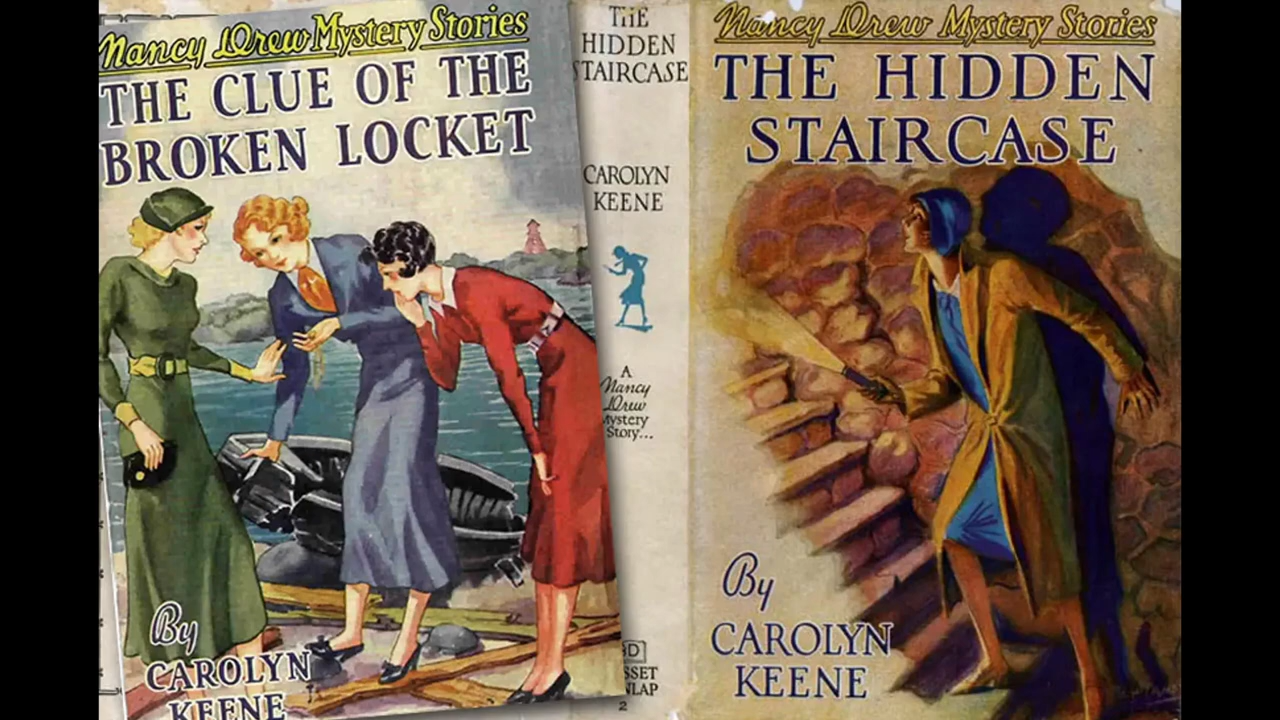 Nancy Drew Mystery Stories
THE CLUE OF THE
BROKEN LOCKET
By
CAROLYN
KEENE
THE
HIDDEN
STAIRCASE
CAROLYN
KEENE
A
Nancy
Drew
Mystery
Story...
2
Nancy Drew Mystery Stories
THE HIDDEN
STAIRCASE
By
CAROLYN
KEENE